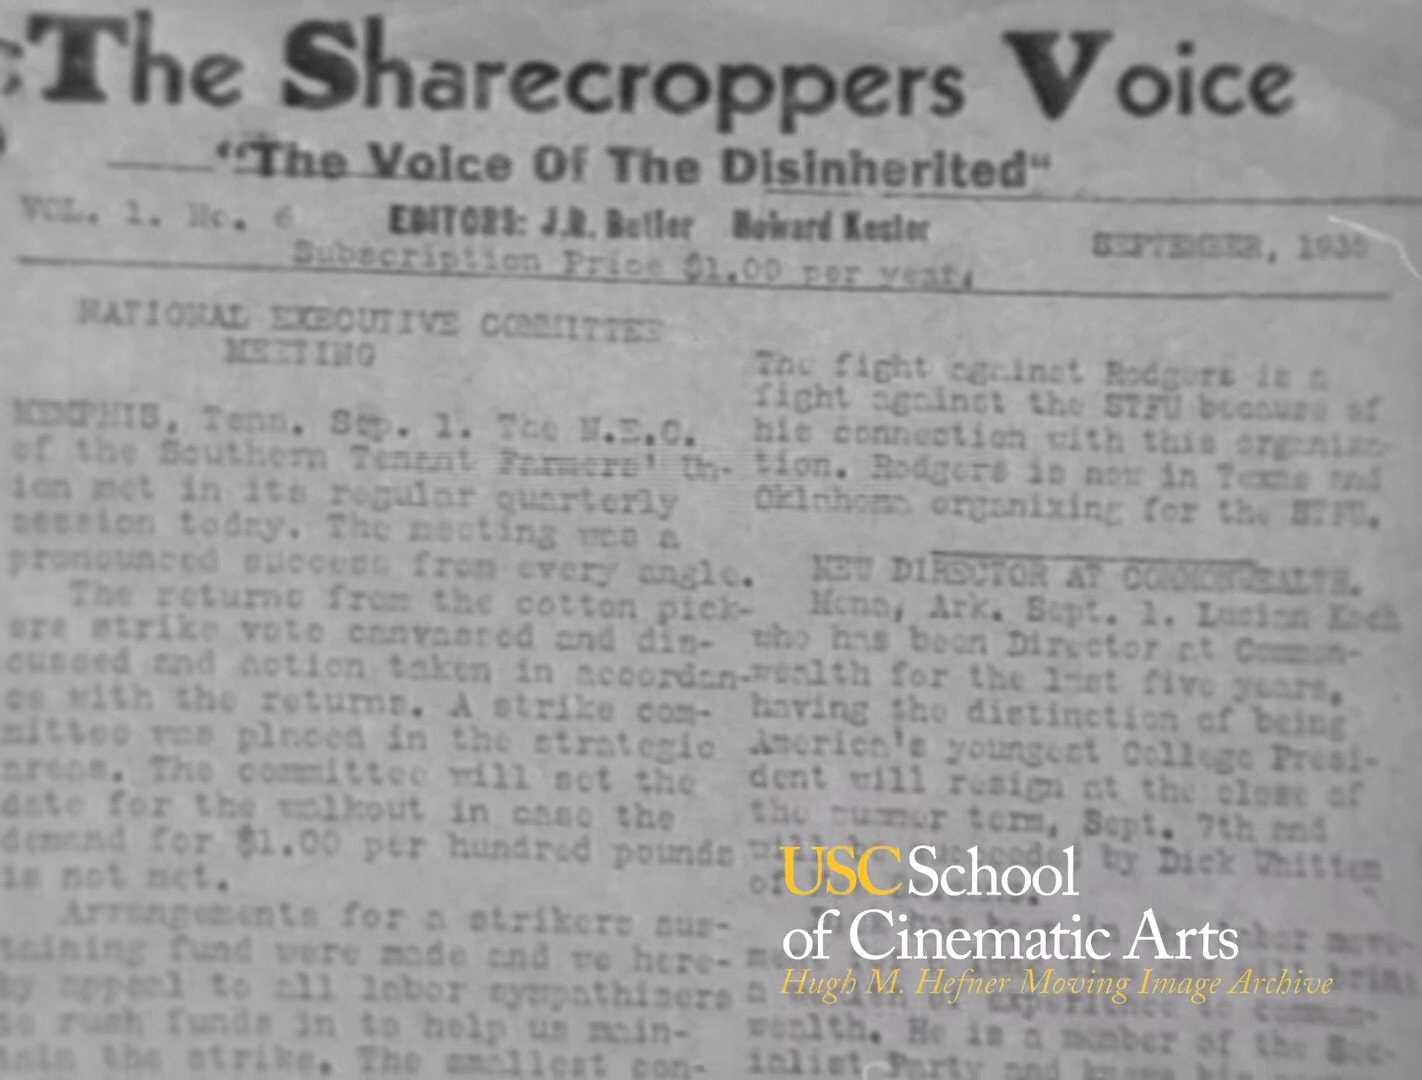 The Sharecroppers Voice
"The Voice Of The Disinherited"
VOL. 1. No. 6
EDITORS: J.R. Butler Howard Kester
SEPTEMBER, 1935
Subscription Price $1.00 per year.
NATIONAL EXECUTIVE COMMITTEE
MEETING
MEMPHIS, Tenn. Sep. 1. The N.E.C.
of the Southern Tenant Farmers' Un-
ion met in its regular quarterly
session today. The meeting was a
pronounced success from every angle.
The returns from the cotton pick-
ers strike vote canvassed and dis-
cussed and action taken in accordan-
ce with the returns. A strike com-
mittee was placed in the strategic
areas. The committee will set the
date for the walkout in case the
demand for $1.00 per hundred pounds
is not met.
Arrangements for a strikers sus-
taining fund were made and we here-
by appeal to all labor sympathizers
to rush funds in to help us main-
tain the strike. The smallest con-
The fight against Rodgers is a
fight against the STFU because of
his connection with this organiza-
tion. Rodgers is now in Texas and
Oklahoma organizing for the STFU.
NEW DIRECTOR AT COMMONWEALTH.
Mena, Ark. Sept. 1. Lucien Koch
who has been Director at Common-
wealth for the last five years,
having the distinction of being
America's youngest College Presi-
dent will resign at the close of
the summer term, Sept. 7th and
will by Dick Whitten
of
wealth. He is a member of the Soc-
ialist Party and knows his
USC School
of Cinematic Arts
Hugh M. Hefner Moving Image Archive